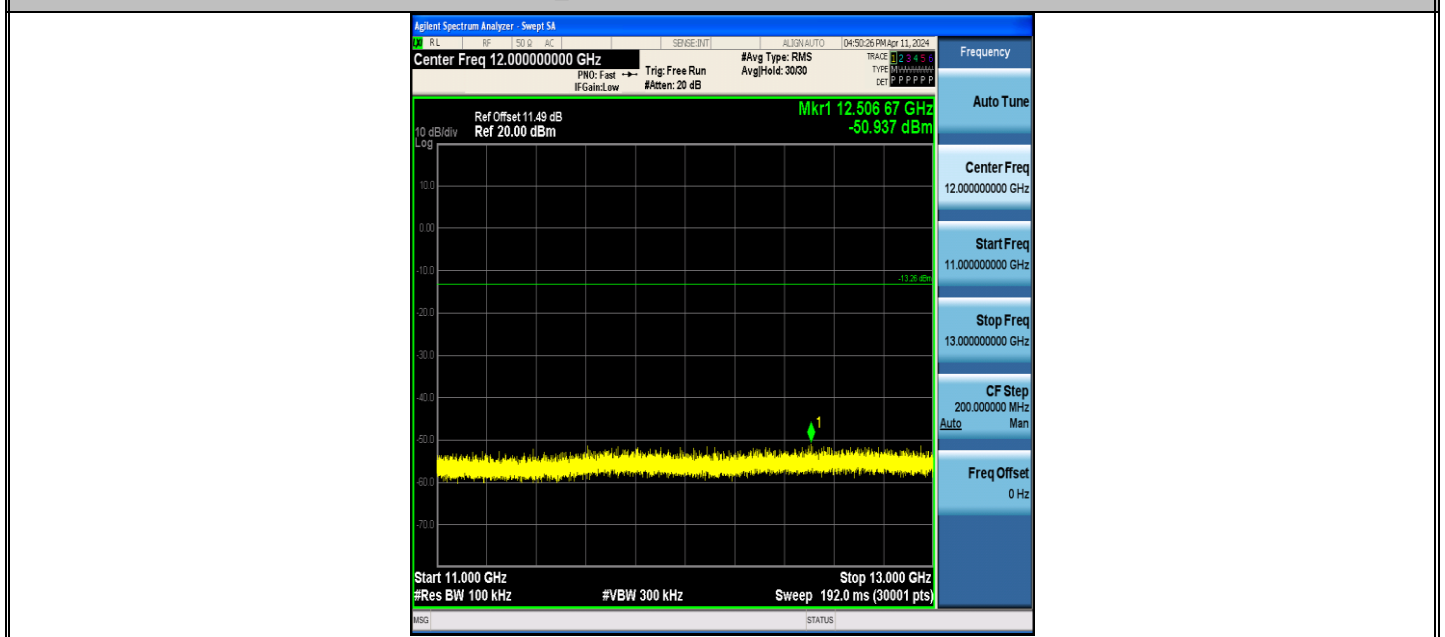 Agilent Spectrum Analyzer - Swept SA
RL RF 50 Ω AC SENSE:INT ALIGN AUTO 04:50:26 PM Apr 11, 2024
Center Freq 12.000000000 GHz
PNO: Fast
IFGain:Low
Trig: Free Run
#Atten: 20 dB
#Avg Type: RMS
Avg|Hold: 30/30
TRACE 1 2 3 4 5 6
TYPE
DET P P P P P P
Ref Offset 11.49 dB
10 dB/div Ref 20.00 dBm
Log
Mkr1 12.506 67 GHz
-50.937 dBm
10.0
0.00
-10.0
-13.26 dBm
-20.0
-30.0
-40.0
1
-50.0
-60.0
-70.0
Start 11.000 GHz Stop 13.000 GHz
#Res BW 100 kHz #VBW 300 kHz Sweep 192.0 ms (30001 pts)
MSG STATUS
Frequency
Auto Tune
Center Freq
12.000000000 GHz
Start Freq
11.000000000 GHz
Stop Freq
13.000000000 GHz
CF Step
200.000000 MHz
Auto Man
Freq Offset
0 Hz